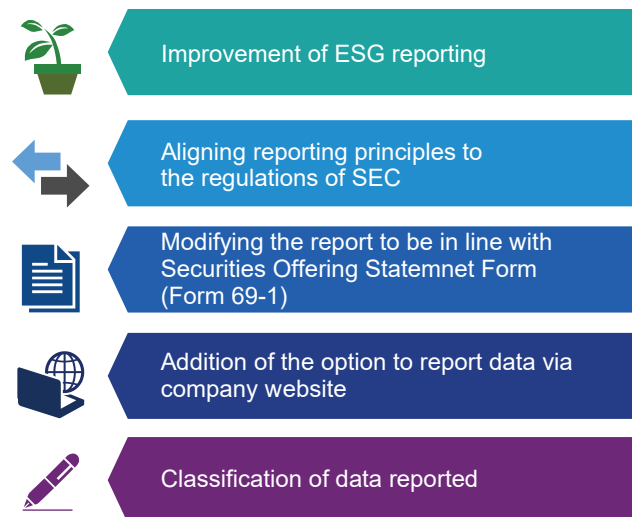 Improvement of ESG reporting
Aligning reporting principles to
the regulations of SEC
Modifying the report to be in line with
Securities Offering Statemnet Form
(Form 69-1)
Addition of the option to report data via
company website
Classification of data reported